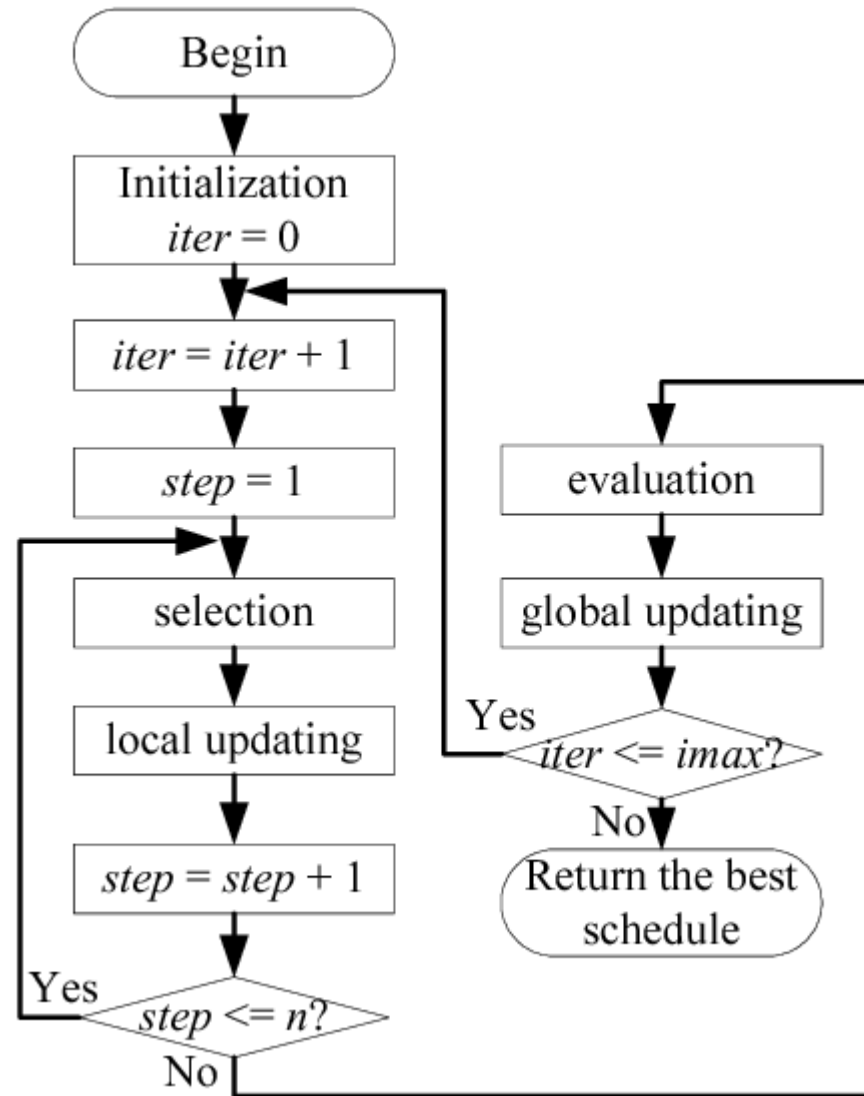 Begin
Initialization
iter = 0
iter = iter + 1
step = 1
selection
local updating
step = step + 1
Yes
step <= n?
No
evaluation
global updating
Yes
iter <= imax?
No
Return the best
schedule